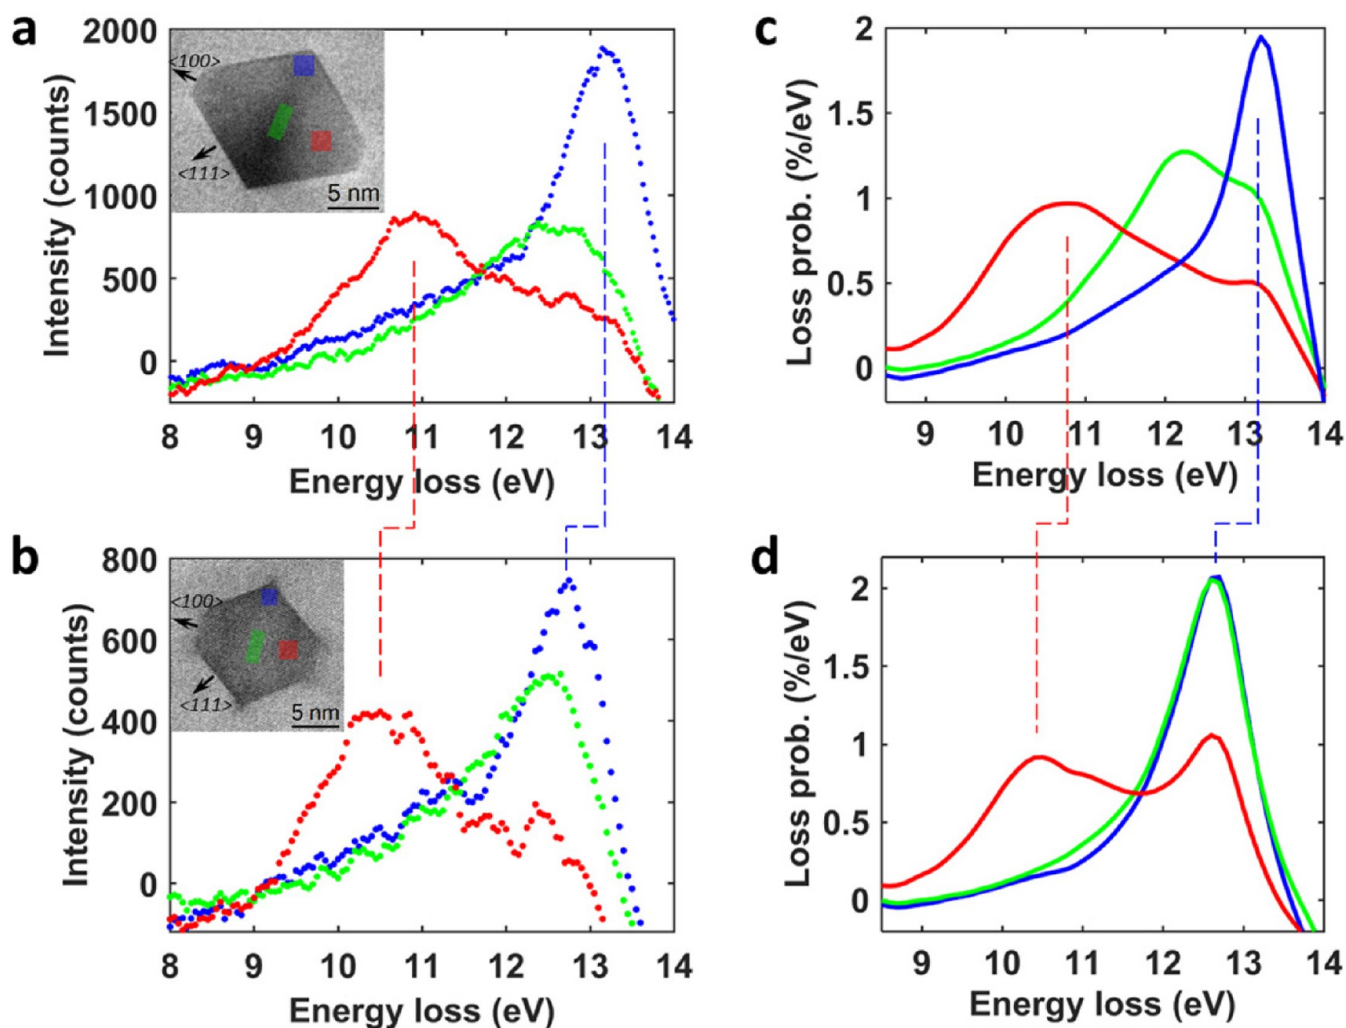 a
2000
1500
1000
500
0
Intensity (counts)
<100>
<111>
5 nm
8 9 10 11 12 13 14
Energy loss (eV)
c
2
1.5
1
0.5
0
Loss prob. (%/eV)
9 10 11 12 13 14
Energy loss (eV)
b
800
600
400
200
0
Intensity (counts)
<100>
<111>
5 nm
8 9 10 11 12 13 14
Energy loss (eV)
d
2
1.5
1
0.5
0
Loss prob. (%/eV)
9 10 11 12 13 14
Energy loss (eV)